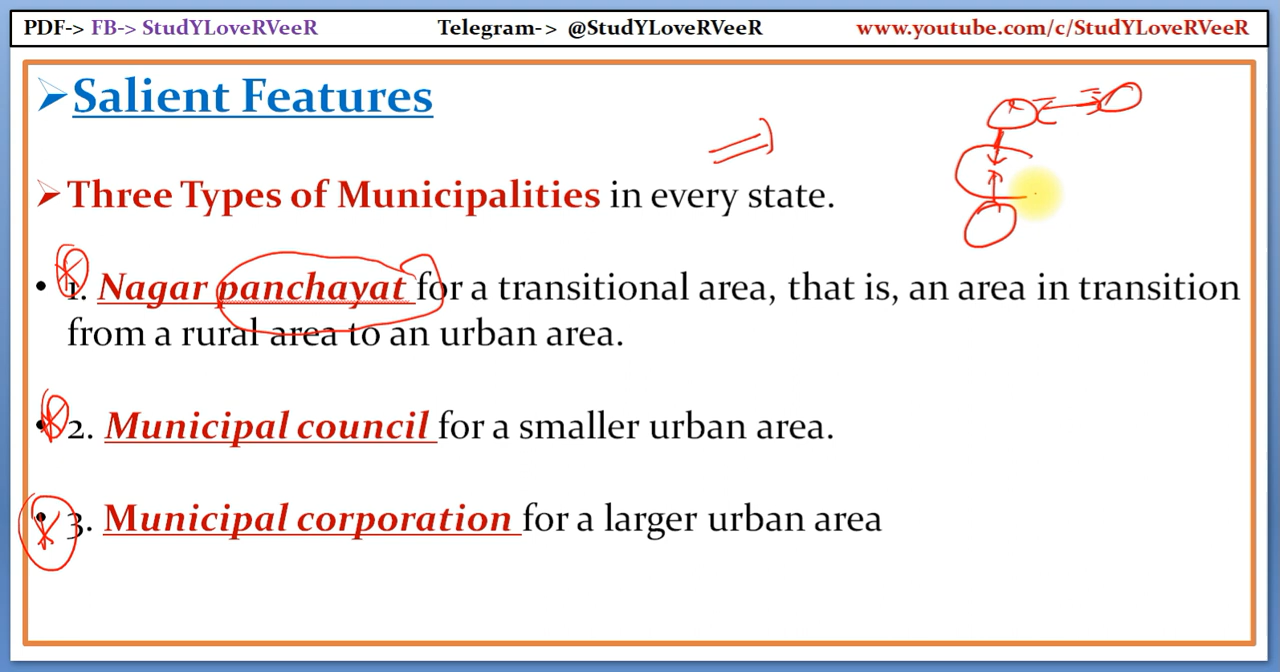 PDF-> FB-> StudYLoveRVeeR Telegram-> @StudYLoveRVeeR www.youtube.com/c/StudYLoveRVeeR
➢Salient Features
➢Three Types of Municipalities in every state.
• 1. Nagar panchayat for a transitional area, that is, an area in transition
from a rural area to an urban area.
• 2. Municipal council for a smaller urban area.
• 3. Municipal corporation for a larger urban area